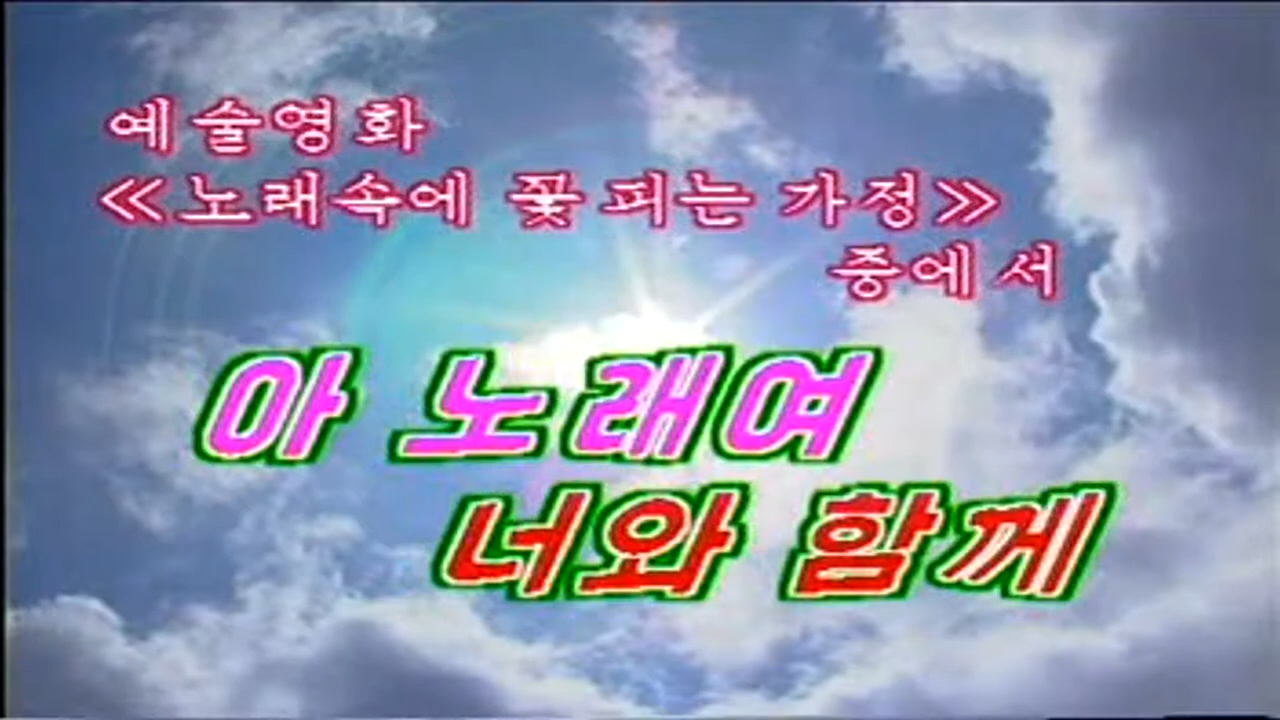 예술영화
≪노래속에 꽃피는 가정≫
중에서
아 노래여
너와 함께